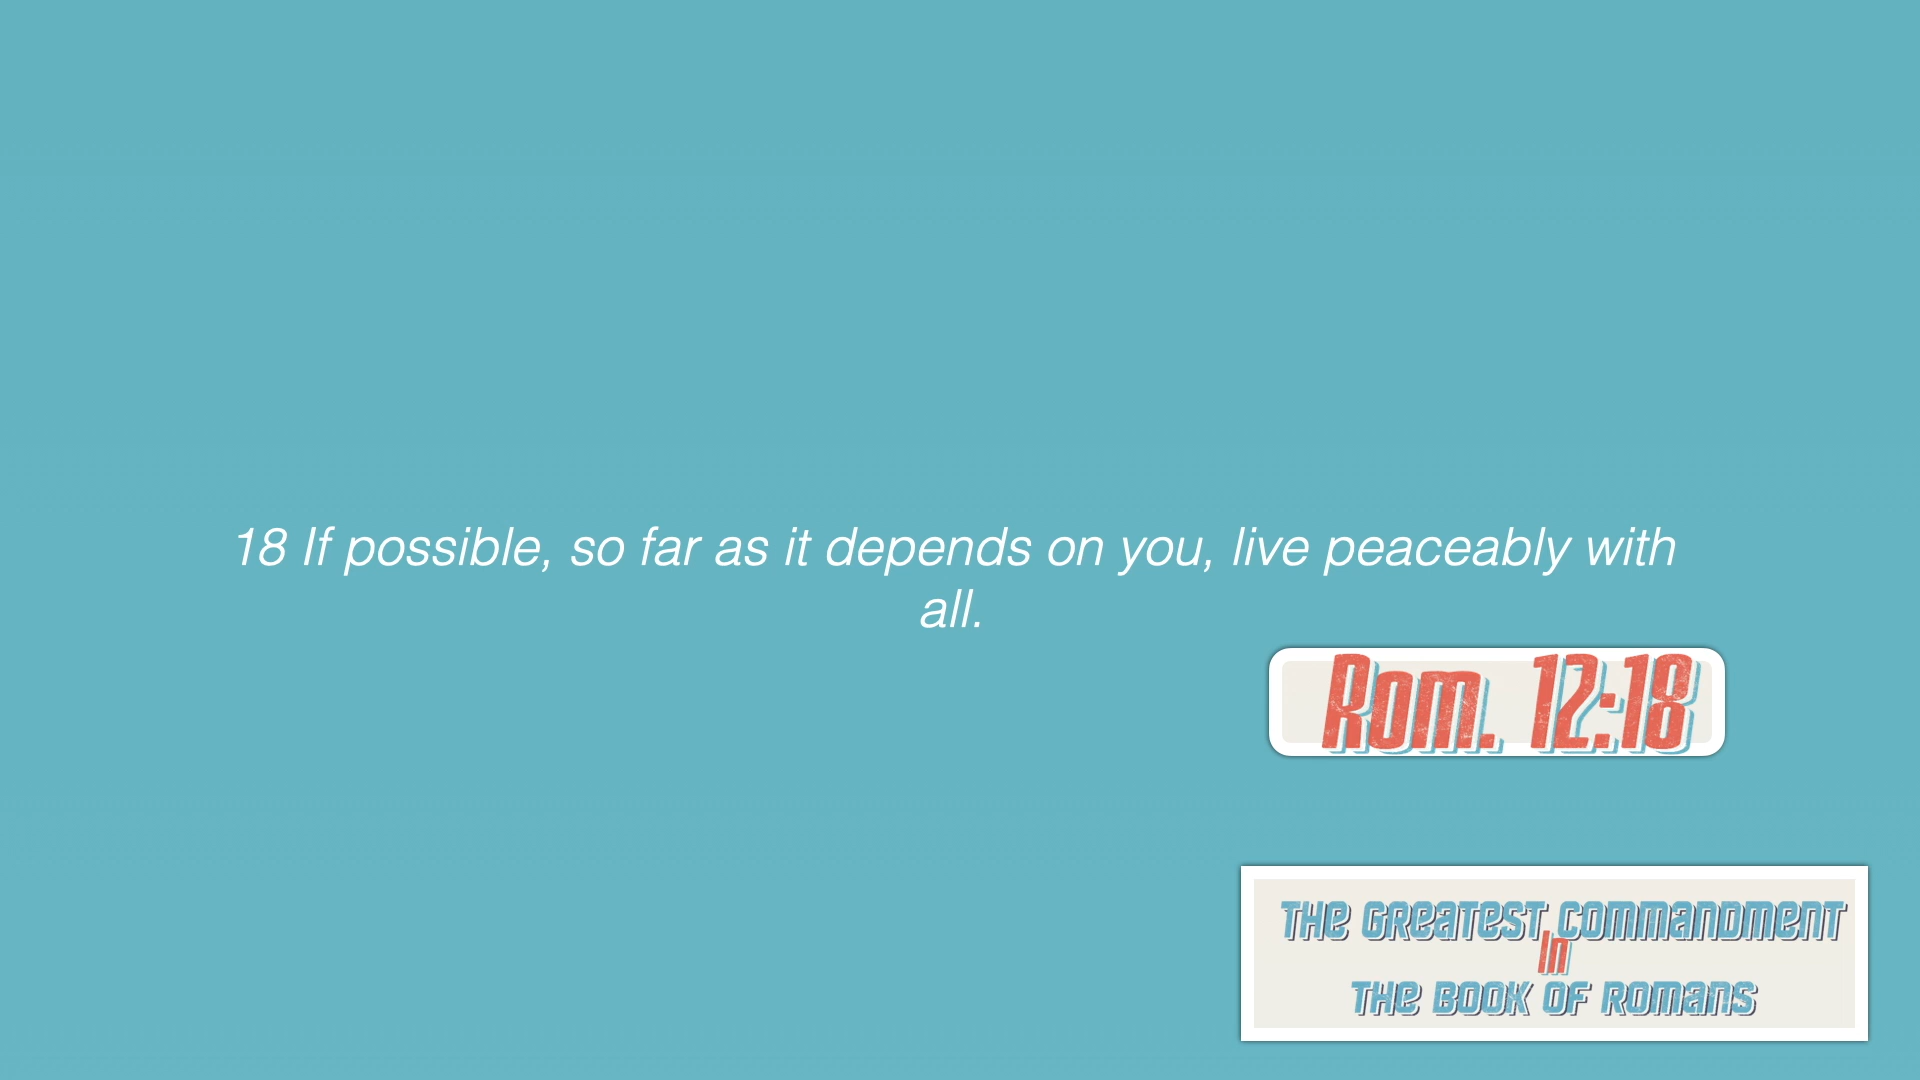 18 If possible, so far as it depends on you, live peaceably with
all.
Rom. 12:18
THE GREATEST COMMANDMENT
In
THE BOOK OF ROMANS